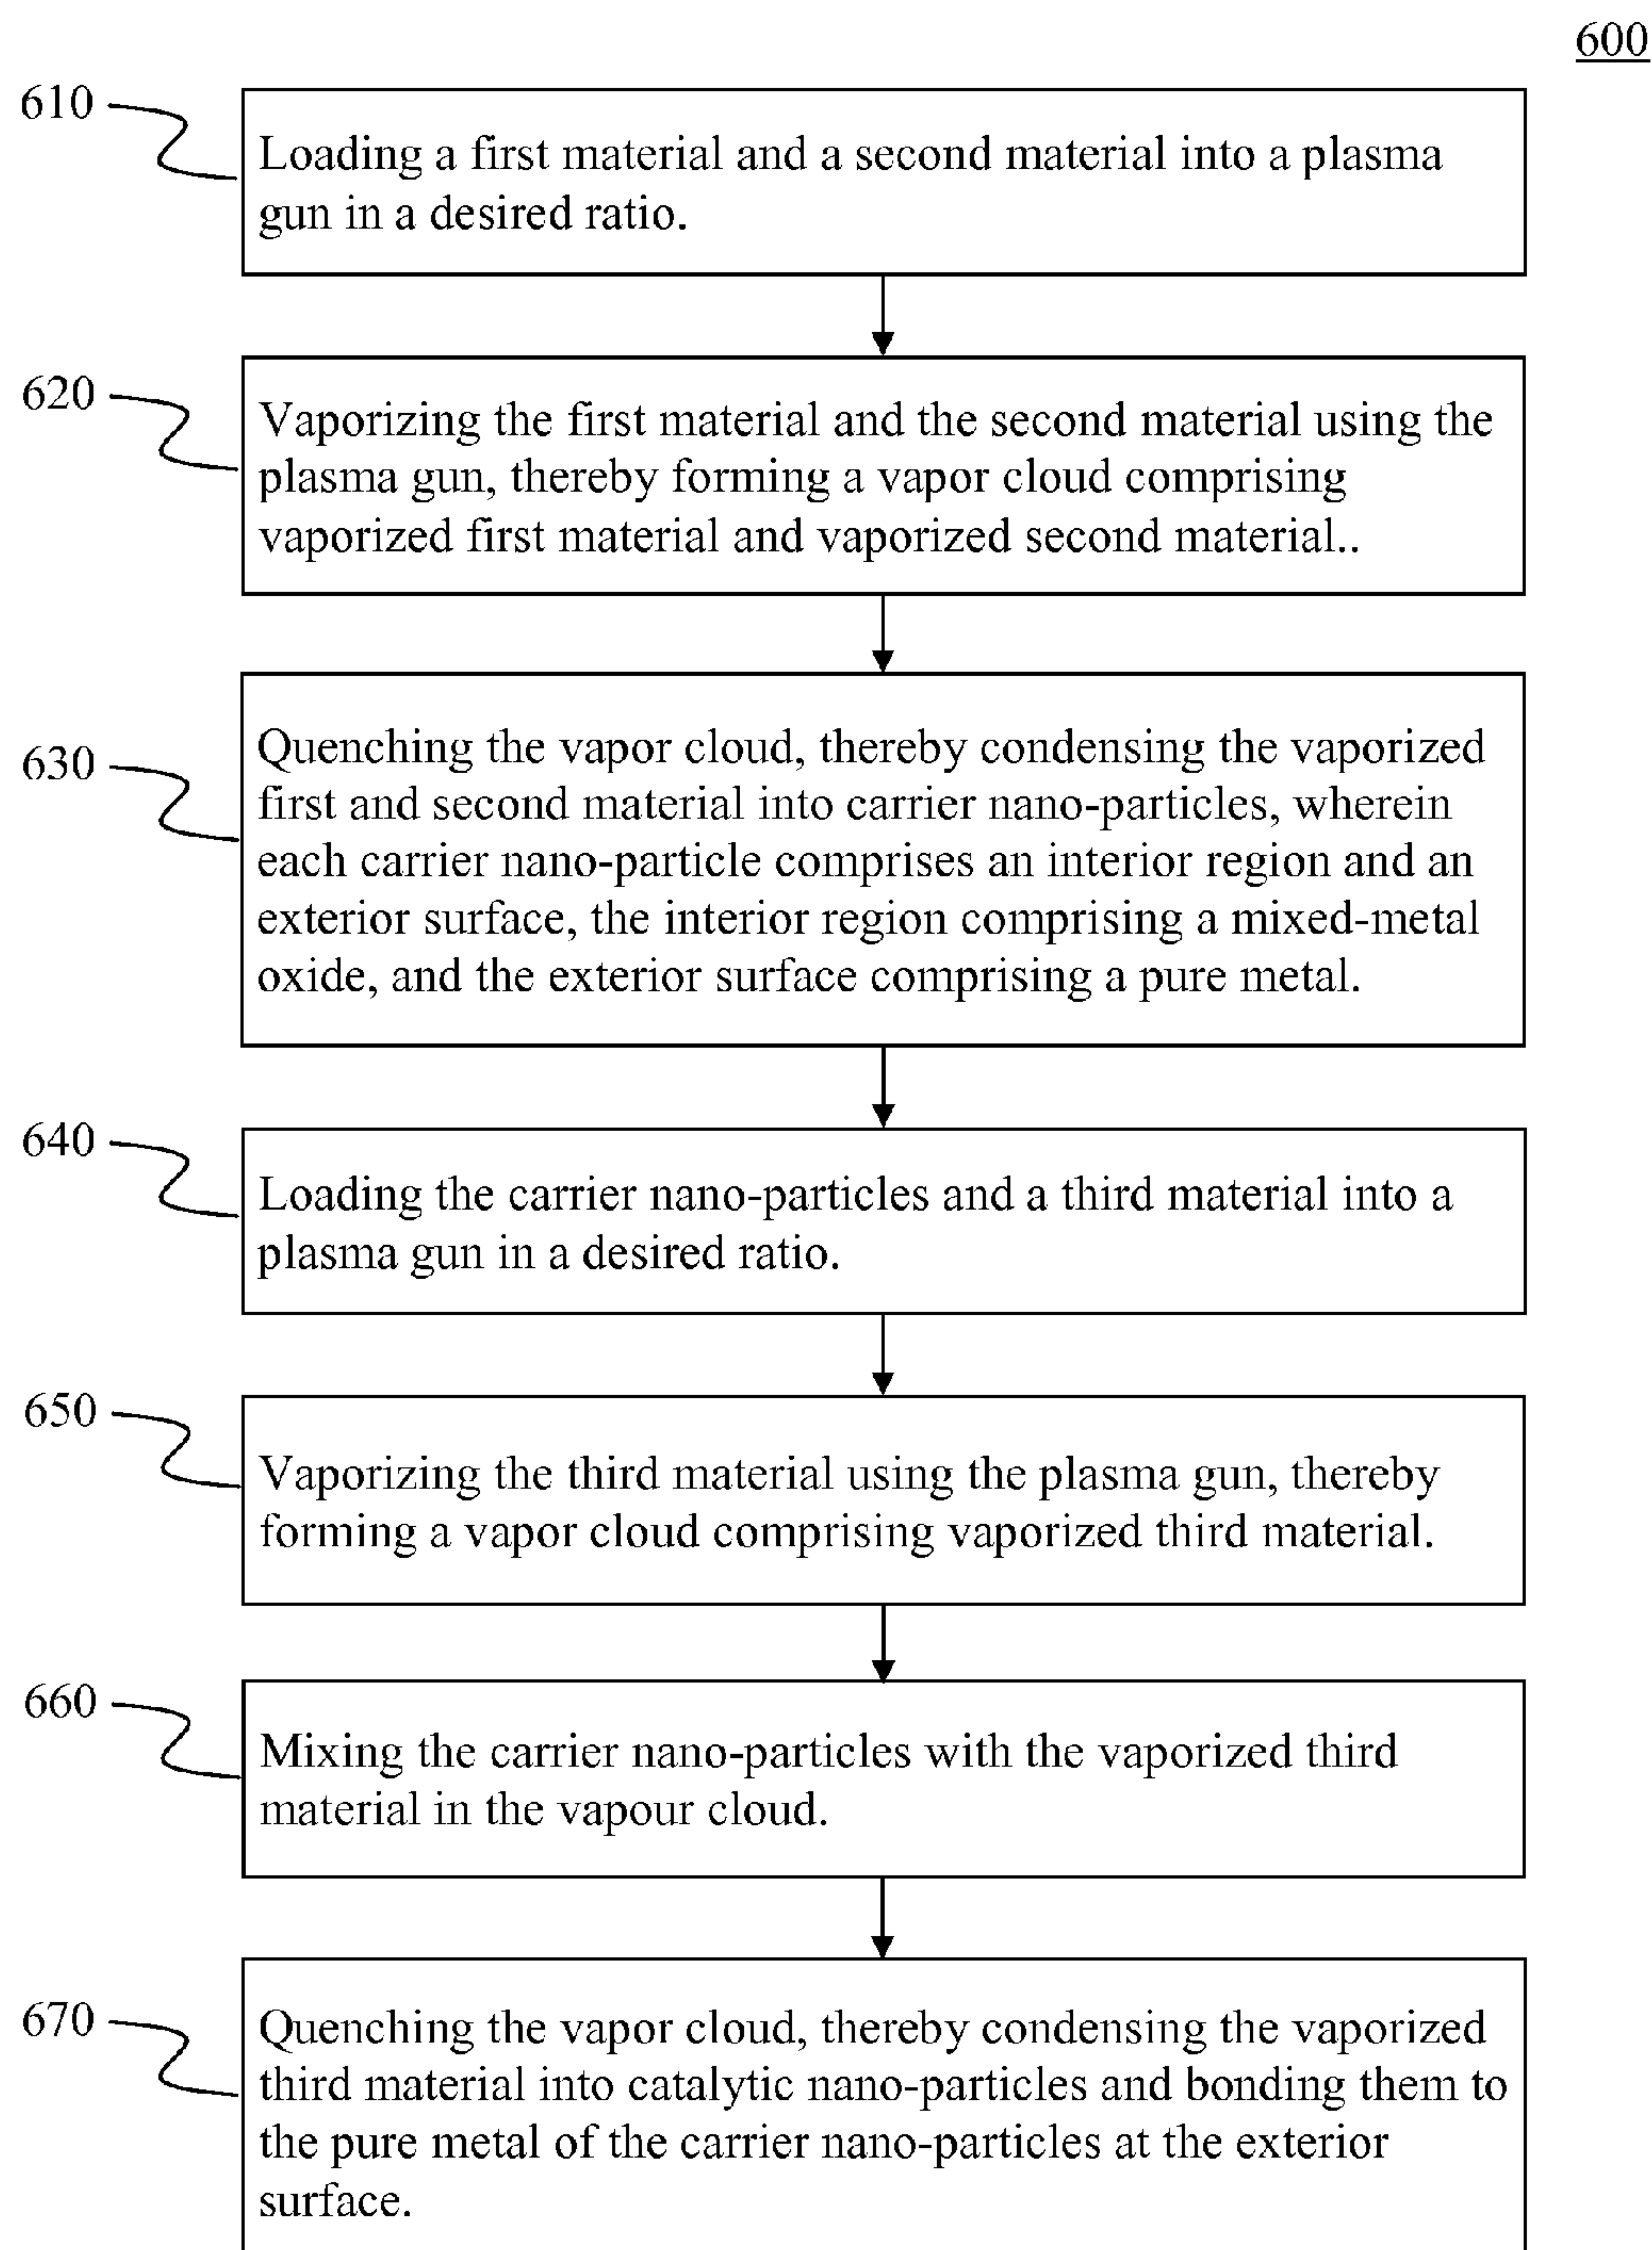 600
610
Loading a first material and a second material into a plasma
gun in a desired ratio.
620
Vaporizing the first material and the second material using the
plasma gun, thereby forming a vapor cloud comprising
vaporized first material and vaporized second material..
630
Quenching the vapor cloud, thereby condensing the vaporized
first and second material into carrier nano-particles, wherein
each carrier nano-particle comprises an interior region and an
exterior surface, the interior region comprising a mixed-metal
oxide, and the exterior surface comprising a pure metal.
640
Loading the carrier nano-particles and a third material into a
plasma gun in a desired ratio.
650
Vaporizing the third material using the plasma gun, thereby
forming a vapor cloud comprising vaporized third material.
660
Mixing the carrier nano-particles with the vaporized third
material in the vapour cloud.
670
Quenching the vapor cloud, thereby condensing the vaporized
third material into catalytic nano-particles and bonding them to
the pure metal of the carrier nano-particles at the exterior
surface.